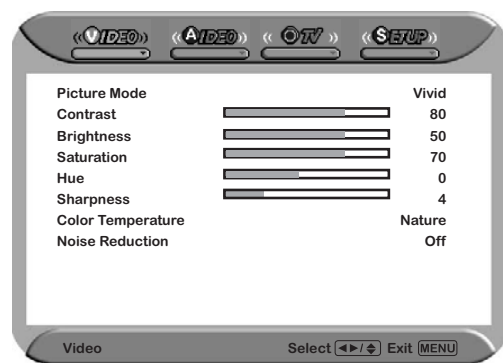 VIDEO AIDEO TV SETUP
Picture Mode Vivid
Contrast 80
Brightness 50
Saturation 70
Hue 0
Sharpness 4
Color Temperature Nature
Noise Reduction Off
Video Select ◄►/◆ Exit MENU